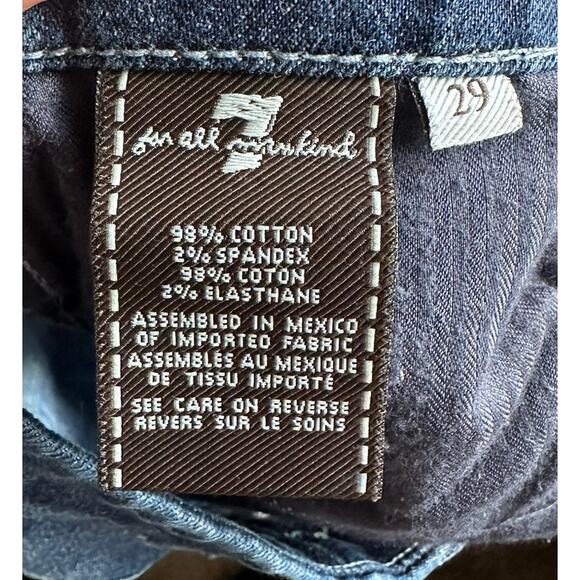 7
for all mankind
29
98% COTTON
2% SPANDEX
98% COTON
2% ELASTHANE
ASSEMBLED IN MEXICO
OF IMPORTED FABRIC
ASSEMBLÉS AU MEXIQUE
DE TISSU IMPORTÉ
SEE CARE ON REVERSE
REVERS SUR LE SOINS